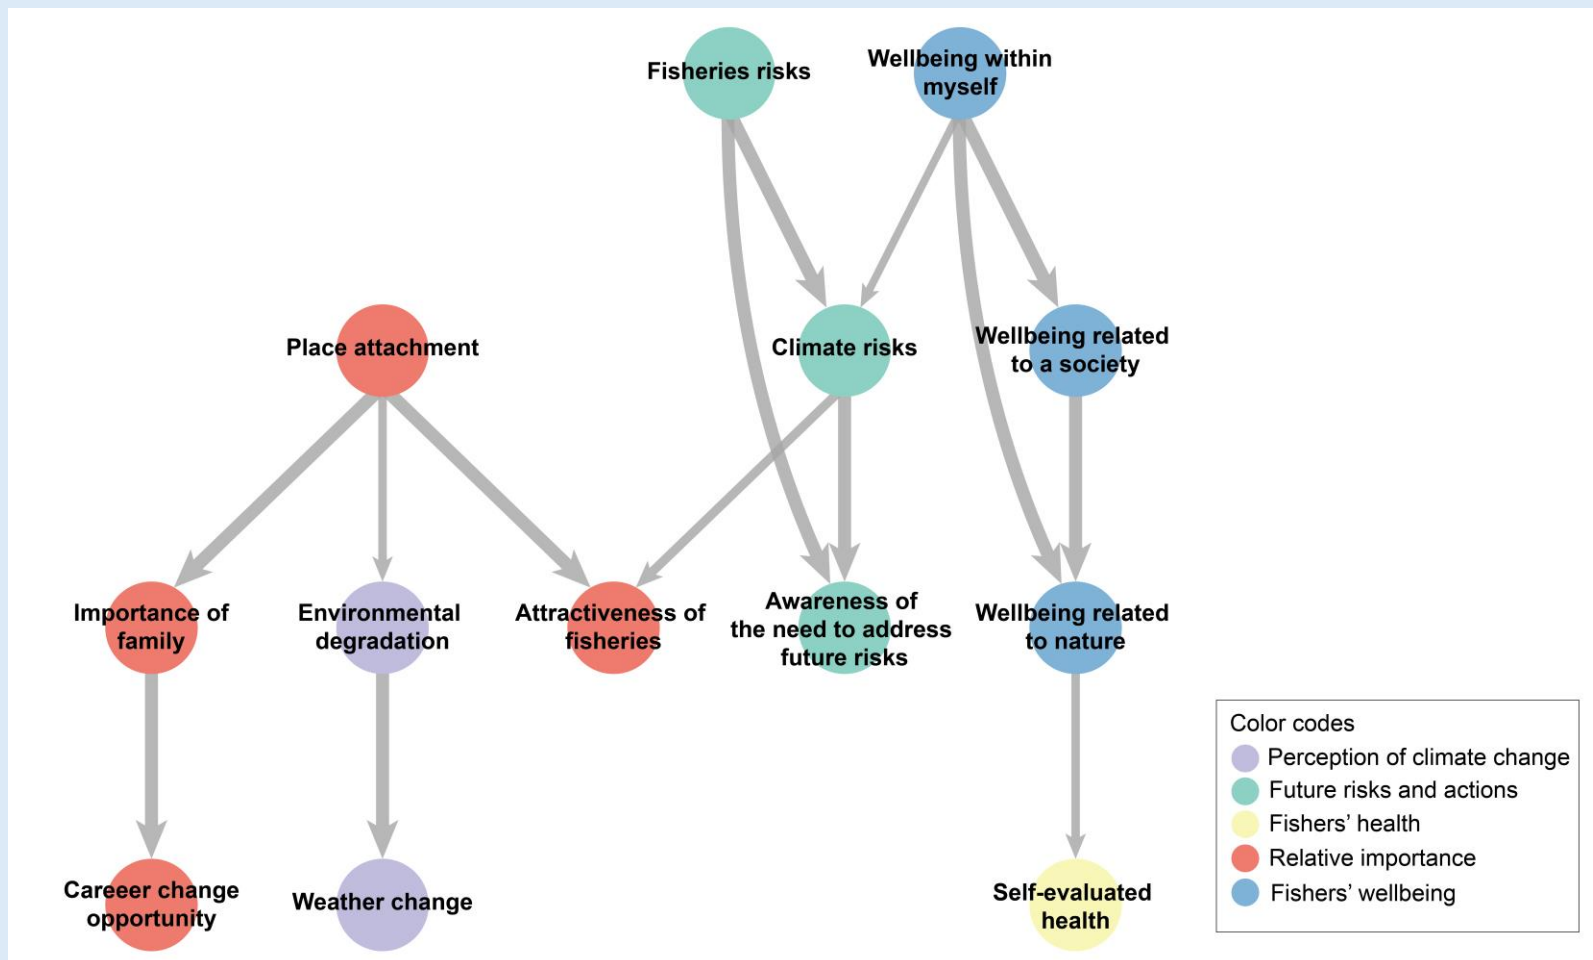 Fisheries risks
Wellbeing within
myself
Place attachment
Climate risks
Wellbeing related
to a society
Importance of
family
Environmental
degradation
Attractiveness of
fisheries
Awareness of
the need to address
future risks
Wellbeing related
to nature
Careeer change
opportunity
Weather change
Self-evaluated
health
Color codes
Perception of climate change
Future risks and actions
Fishers’ health
Relative importance
Fishers’ wellbeing